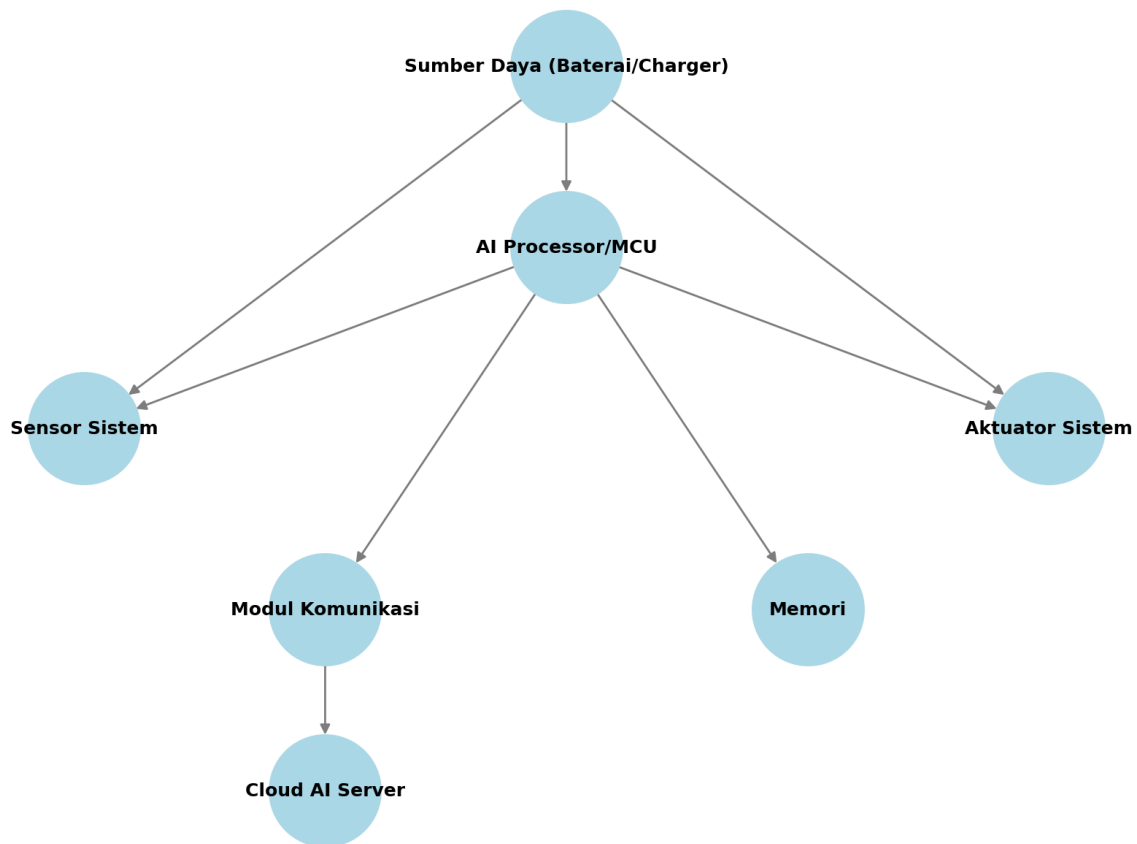 Sumber Daya (Baterai/Charger)
AI Processor/MCU
Sensor Sistem
Aktuator Sistem
Modul Komunikasi
Memori
Cloud AI Server